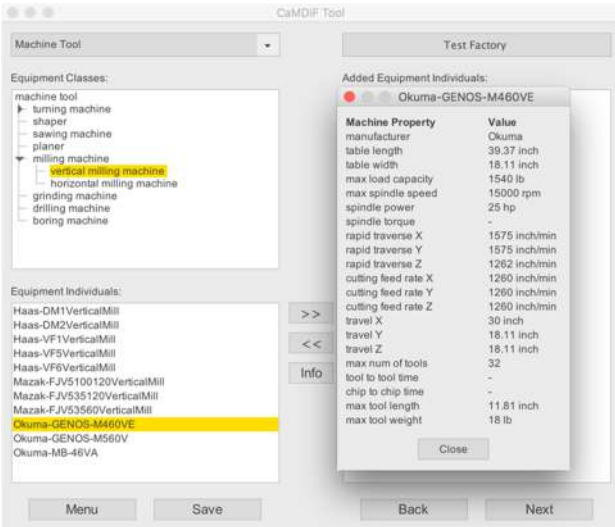 CaMDiF Tool
Machine Tool
Test Factory
Equipment Classes:
Added Equipment Individuals:
machine tool
turning machine
shaper
sawing machine
planer
milling machine
vertical milling machine
horizontal milling machine
grinding machine
drilling machine
boring machine
Equipment Individuals:
Haas-DM1VerticalMill
Haas-DM2VerticalMill
Haas-VF1VerticalMill
Haas-VF5VerticalMill
Haas-VF6VerticalMill
Mazak-FJV5100120VerticalMill
Mazak-FJV535120VerticalMill
Mazak-FJV53560VerticalMill
Okuma-GENOS-M460VE
Okuma-GENOS-M560V
Okuma-MB-46VA
>>
<<
Info
Okuma-GENOS-M460VE
Machine Property Value
manufacturer Okuma
table length 39.37 inch
table width 18.11 inch
max load capacity 1540 lb
max spindle speed 15000 rpm
spindle power 25 hp
spindle torque -
rapid traverse X 1575 inch/min
rapid traverse Y 1575 inch/min
rapid traverse Z 1262 inch/min
cutting feed rate X 1260 inch/min
cutting feed rate Y 1260 inch/min
cutting feed rate Z 1260 inch/min
travel X 30 inch
travel Y 18.11 inch
travel Z 18.11 inch
max num of tools 32
tool to tool time -
chip to chip time -
max tool length 11.81 inch
max tool weight 18 lb
Close
Menu
Save
Back
Next